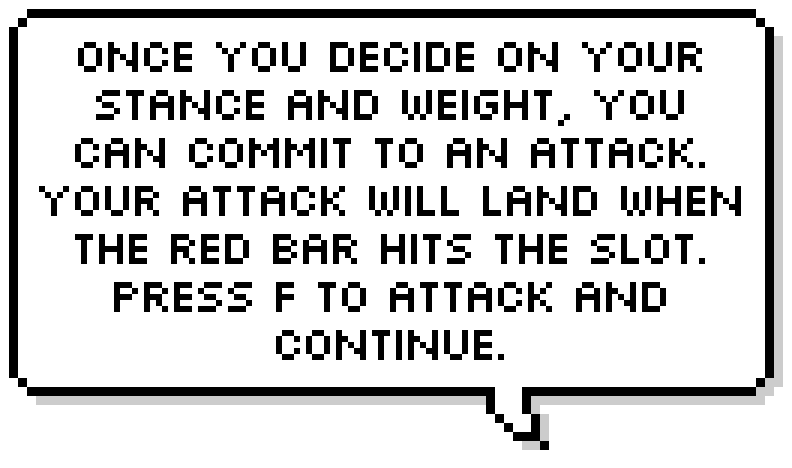 ONCE YOU DECIDE ON YOUR
STANCE AND WEIGHT, YOU
CAN COMMIT TO AN ATTACK.
YOUR ATTACK WILL LAND WHEN
THE RED BAR HITS THE SLOT.
PRESS F TO ATTACK AND
CONTINUE.